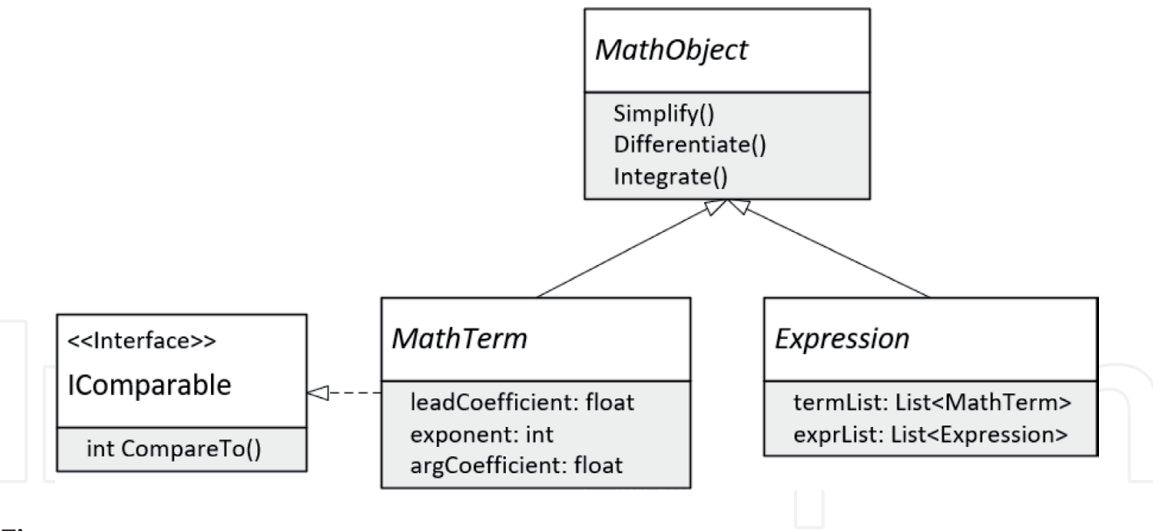 MathObject
Simplify()
Differentiate()
Integrate()
<<Interface>>
IComparable
int CompareTo()
MathTerm
leadCoefficient: float
exponent: int
argCoefficient: float
Expression
termList: List<MathTerm>
exprList: List<Expression>